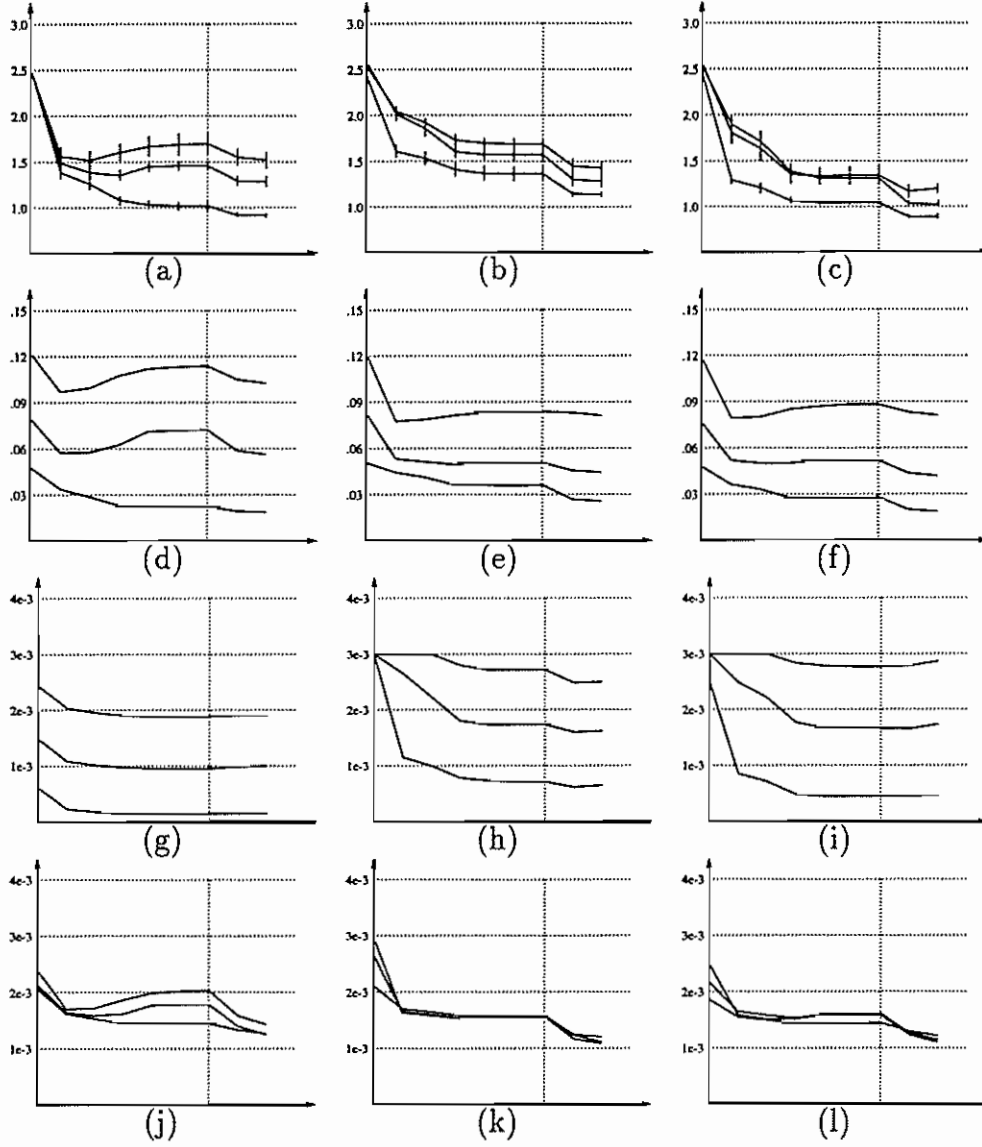 3.0 3.0 3.0
2.5 2.5 2.5
2.0 2.0 2.0
1.5 1.5 1.5
1.0 1.0 1.0
(a) (b) (c)
.15 .15 .15
.12 .12 .12
.09 .09 .09
.06 .06 .06
.03 .03 .03
(d) (e) (f)
4e-3 4e-3 4e-3
3e-3 3e-3 3e-3
2e-3 2e-3 2e-3
1e-3 1e-3 1e-3
(g) (h) (i)
4e-3 4e-3 4e-3
3e-3 3e-3 3e-3
2e-3 2e-3 2e-3
1e-3 1e-3 1e-3
(j) (k) (l)